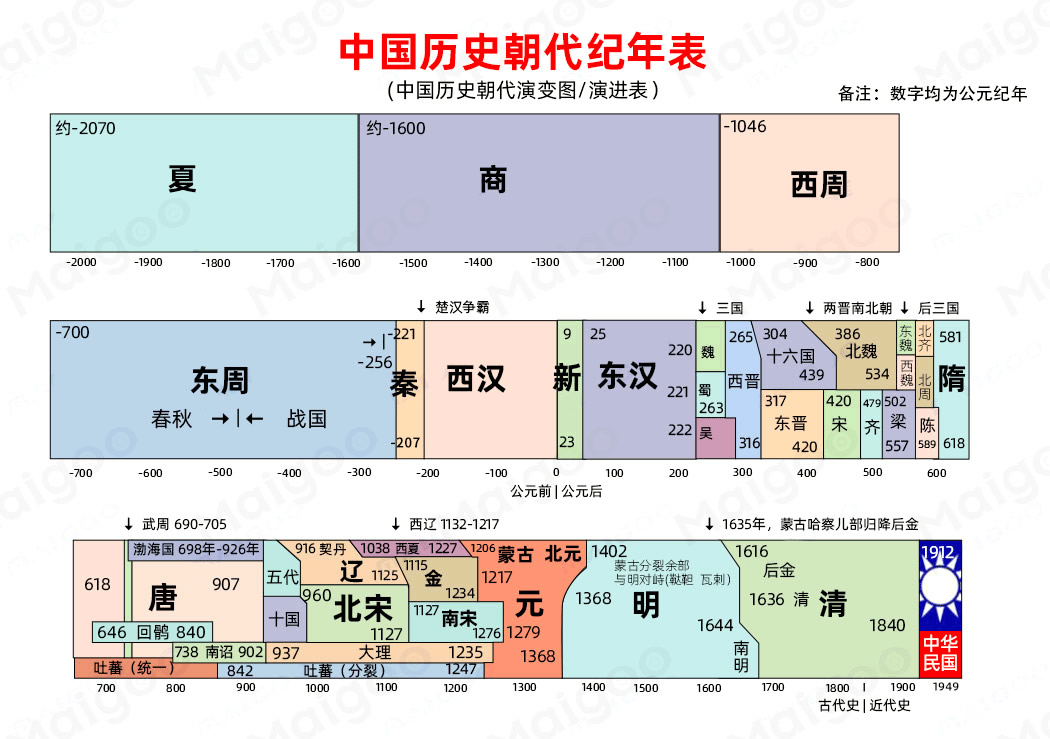 中国历史朝代纪年表
(中国历史朝代演变图/演进表)
备注：数字均为公元纪年
约-2070
约-1600
-1046
夏
商
西周
-2000 -1900 -1800 -1700 -1600 -1500 -1400 -1300 -1200 -1100 -1000 -900 -800
↓ 楚汉争霸
↓ 三国
↓ 两晋南北朝
↓ 后三国
-700
→|
-256
东周
春秋 →|← 战国
-221
秦
-207
西汉
9
新
23
25
东汉
220
魏
221
蜀
263
222
吴
265
西晋
316
304
十六国
439
386
北魏
534
东魏
西魏
北齐
北周
317
东晋
420
420
宋
479
齐
502
梁
557
陈
589
581
隋
618
-700 -600 -500 -400 -300 -200 -100 0 100 200 300 400 500 600
公元前|公元后
↓ 武周 690-705
↓ 西辽 1132-1217
↓ 1635年，蒙古哈察儿部归降后金
618
渤海国 698年-926年
唐
907
646 回鹘 840
738 南诏 902
吐蕃（统一）
842 吐蕃（分裂） 1247
五代
十国
916 契丹
辽
1125
960
北宋
1127
937 大理 1235
1038 西夏 1227
1115
金
1234
1127
南宋
1276
1206 蒙古 北元
1217
元
1279
1368
1402
蒙古分裂余部
与明对峙(鞑靼 瓦剌)
1368 明
1644
南明
1616
后金
1636 清 清
1840
1912
中华
民国
700 800 900 1000 1100 1200 1300 1400 1500 1600 1700 1800 | 1900 1949
古代史|近代史
Maigoo